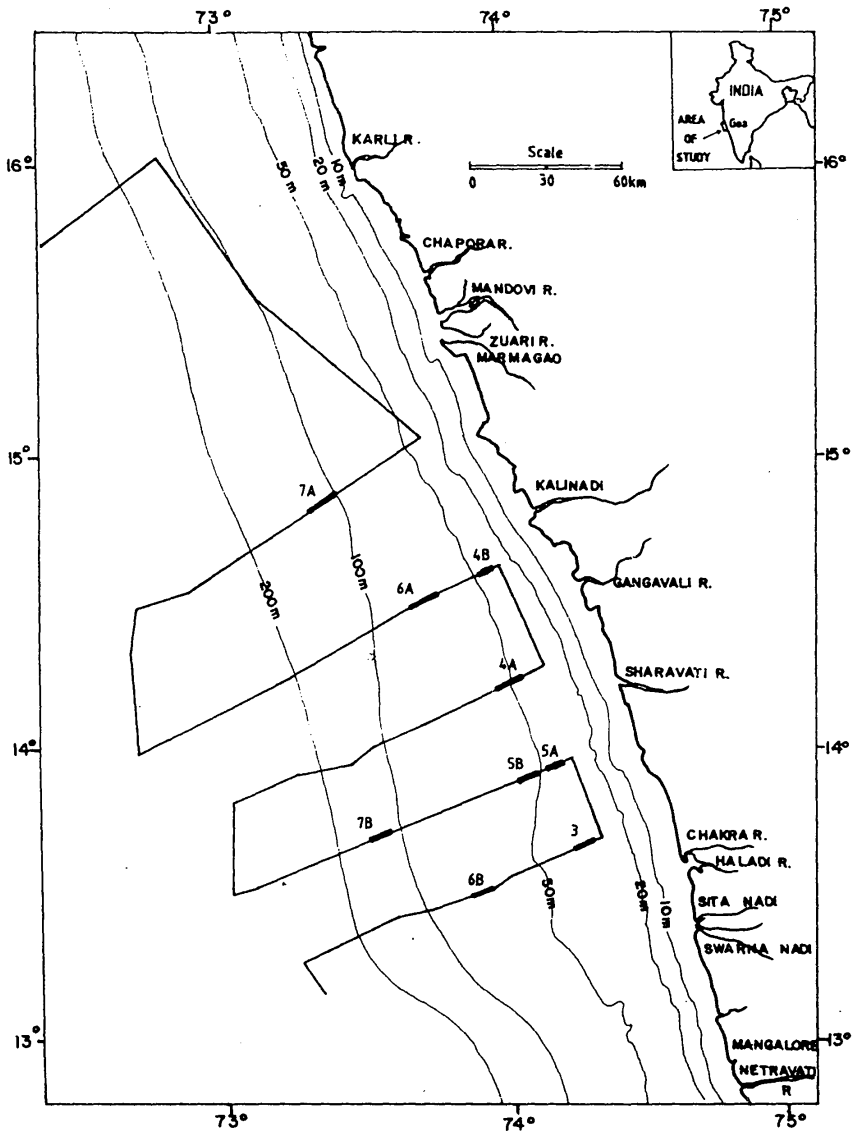 73°
74°
75°
INDIA
Goa
AREA
OF
STUDY
16°
16°
KARLI R.
Scale
0 30 60km
50 m
20 m
10 m
CHAPORA R.
MANDOVI R.
ZUARI R.
MARMAGAO
15°
15°
KALINADI
7A
4B
6A
100m
200m
GANGAVALI R.
4A
SHARAVATI R.
14°
14°
5B
5A
7B
3
CHAKRA R.
HALADI R.
6B
50m
20m
10m
SITA NADI
SWARNA NADI
13°
13°
MANGALORE
NETRAVATI
R
73°
74°
75°